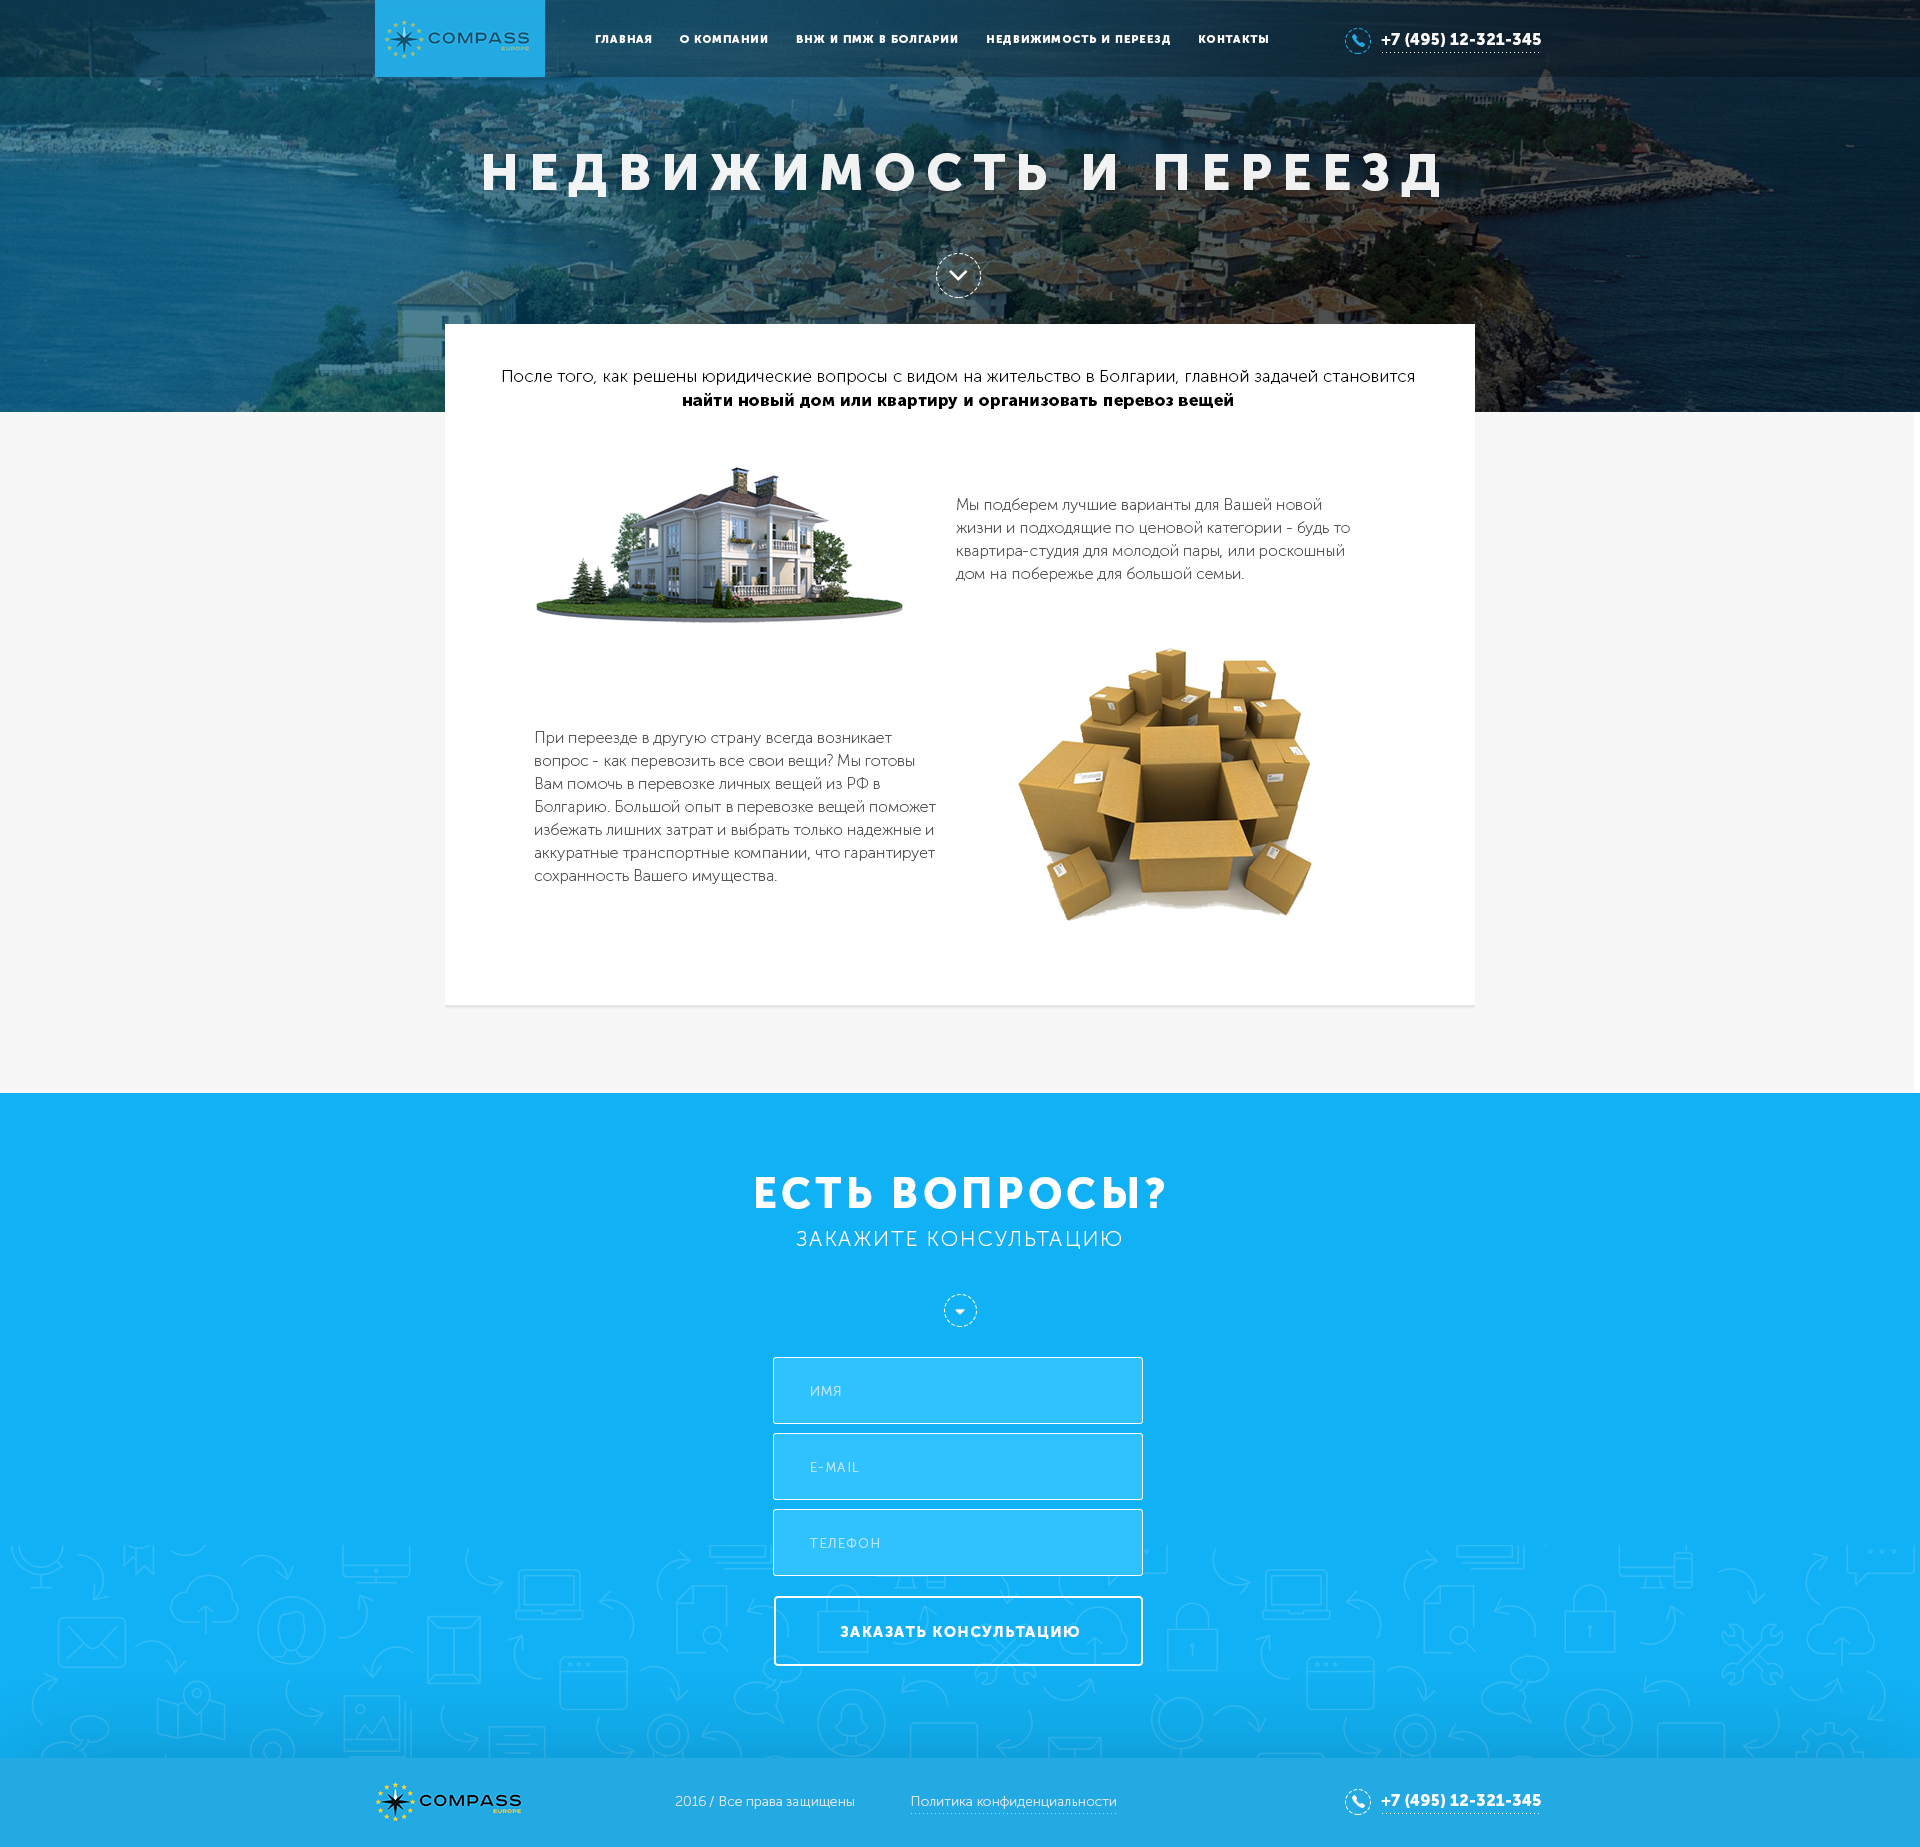 COMPASS
EUROPE
ГЛАВНАЯ
О КОМПАНИИ
ВНЖ И ПМЖ В БОЛГАРИИ
НЕДВИЖИМОСТЬ И ПЕРЕЕЗД
КОНТАКТЫ
+7 (495) 12-321-345
НЕДВИЖИМОСТЬ И ПЕРЕЕЗД
После того, как решены юридические вопросы с видом на жительство в Болгарии, главной задачей становится
найти новый дом или квартиру и организовать перевоз вещей
Мы подберем лучшие варианты для Вашей новой
жизни и подходящие по ценовой категории - будь то
квартира-студия для молодой пары, или роскошный
дом на побережье для большой семьи.
При переезде в другую страну всегда возникает
вопрос - как перевозить все свои вещи? Мы готовы
Вам помочь в перевозке личных вещей из РФ в
Болгарию. Большой опыт в перевозке вещей поможет
избежать лишних затрат и выбрать только надежные и
аккуратные транспортные компании, что гарантирует
сохранность Вашего имущества.
ЕСТЬ ВОПРОСЫ?
ЗАКАЖИТЕ КОНСУЛЬТАЦИЮ
ИМЯ
E-MAIL
ТЕЛЕФОН
ЗАКАЗАТЬ КОНСУЛЬТАЦИЮ
COMPASS
EUROPE
2016 / Все права защищены
Политика конфиденциальности
+7 (495) 12-321-345